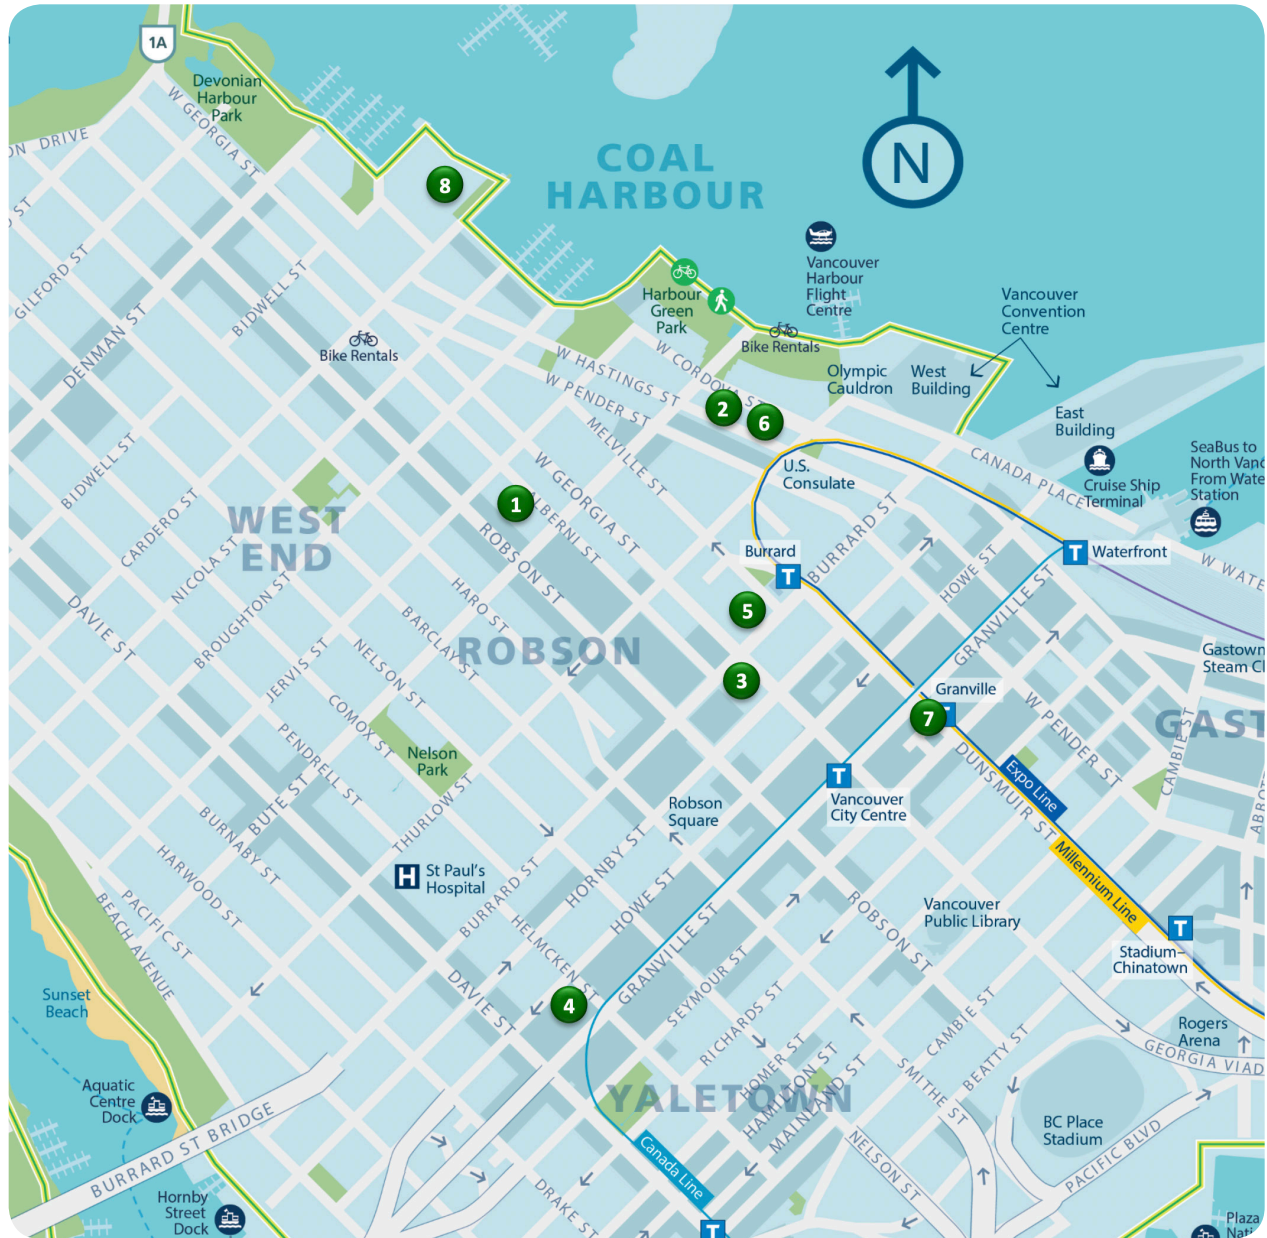 1A
Devonian
Harbour
Park
W GEORGIA ST
ON DRIVE
COAL
HARBOUR
N
8
GILFORD ST
DENMAN ST
BIDWELL ST
Bike Rentals
Harbour
Green
Park
Vancouver
Harbour
Flight
Centre
Bike Rentals
Vancouver
Convention
Centre
Olympic
Cauldron
West
Building
East
Building
W HASTINGS ST
W CORDOVA ST
W PENDER ST
MELVILLE ST
2
6
U.S.
Consulate
CANADA PLACE
Cruise Ship
Terminal
SeaBus to
North Vanc
From Wate
Station
BIDWELL ST
CARDERO ST
NICOLA ST
BROUGHTON ST
WEST
END
1
W GEORGIA ST
ALBERNI ST
ROBSON ST
HARO ST
BARCLAY ST
NELSON ST
COMOX ST
PENDRELL ST
JERVIS ST
DAVIE ST
Burrard
T
BURRARD ST
HOWE ST
GRANVILLE ST
T
Waterfront
W WATE
ROBSON
5
3
Granville
7
W PENDER ST
Gastown
Steam Cl
GAST
CAMBIE ST
ABBOT
DUNSMUIR ST
Expo Line
Millennium Line
T
Vancouver
City Centre
Nelson
Park
THURLOW ST
BUTE ST
BURNABY ST
HARWOOD ST
PACIFIC ST
BEACH AVENUE
Robson
Square
H
St Paul's
Hospital
BURRARD ST
HORNBY ST
HOWE ST
HELMCKEN ST
DAVIE ST
GRANVILLE ST
SEYMOUR ST
RICHARDS ST
HOMER ST
HAMILTON ST
MAINLAND ST
ROBSON ST
Vancouver
Public Library
T
Stadium–
Chinatown
CAMBIE ST
BEATTY ST
SMITHE ST
NELSON ST
Rogers
Arena
GEORGIA VIAD
4
YALETOWN
BC Place
Stadium
PACIFIC BLVD
Canada Line
T
DRAKE ST
Sunset
Beach
Aquatic
Centre
Dock
BURRARD ST BRIDGE
Hornby
Street
Dock
Plaza
Nati